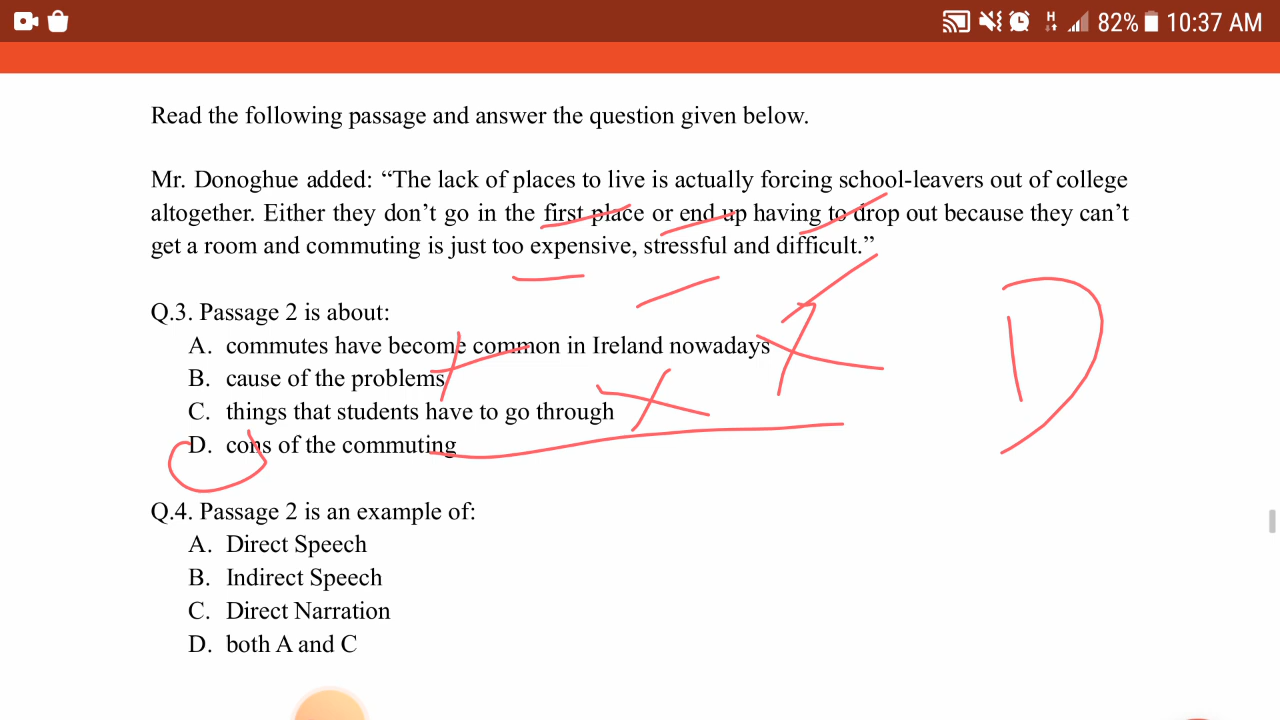 H 82% 10:37 AM
Read the following passage and answer the question given below.
Mr. Donoghue added: “The lack of places to live is actually forcing school-leavers out of college
altogether. Either they don’t go in the first place or end up having to drop out because they can’t
get a room and commuting is just too expensive, stressful and difficult.”
Q.3. Passage 2 is about:
A. commutes have become common in Ireland nowadays
B. cause of the problems
C. things that students have to go through
D. cons of the commuting
D
Q.4. Passage 2 is an example of:
A. Direct Speech
B. Indirect Speech
C. Direct Narration
D. both A and C